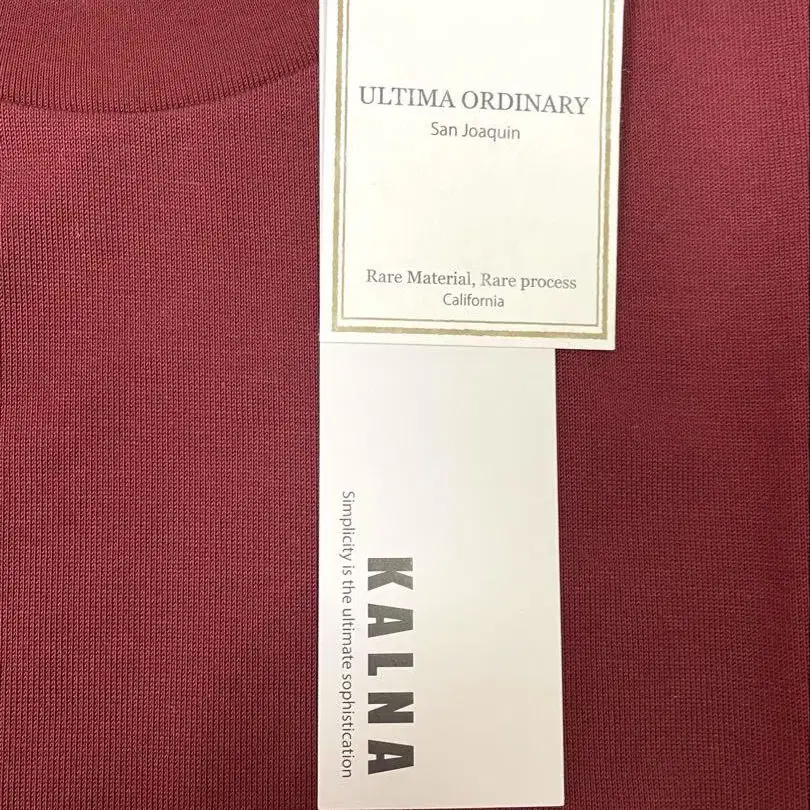 ULTIMA ORDINARY
San Joaquin
Rare Material, Rare process
California
KALNA
Simplicity is the ultimate sophistication